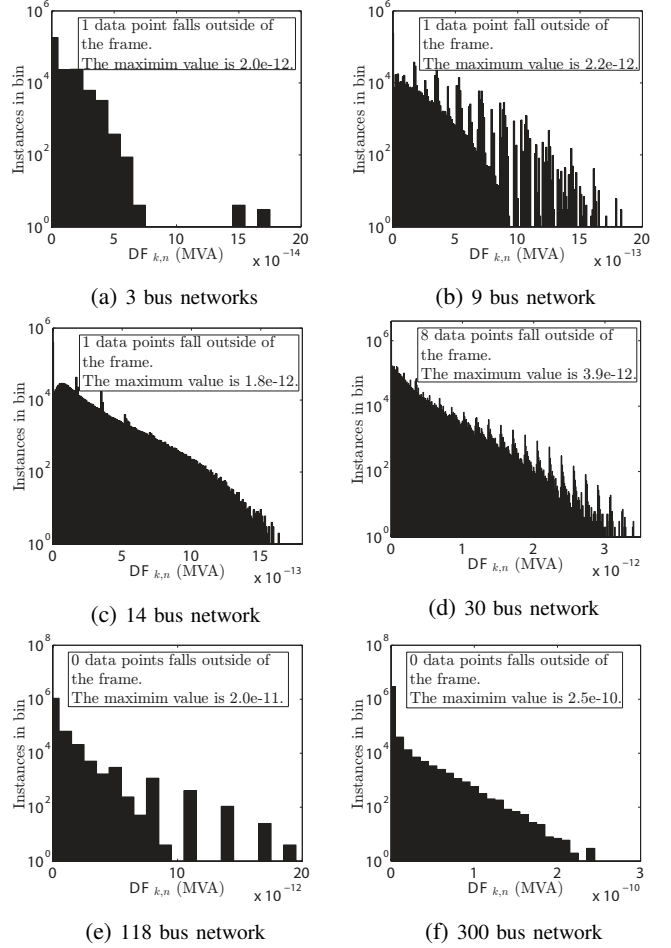 10^6
1 data point falls outside
of the frame.
The maximim value is 2.0e-12.
10^4
10^2
10^0
Instances in bin
0 5 10 15 20
DF k,n (MVA) x 10^-14
(a) 3 bus networks
10^6
1 data point fall outside
of the frame.
The maximum value is 2.2e-12.
10^4
10^2
10^0
Instances in bin
0 5 10 15 20
DF k,n (MVA) x 10^-13
(b) 9 bus network
10^6
1 data points fall outside of
the frame.
The maximum value is 1.8e-12.
10^4
10^2
10^0
Instances in bin
0 5 10 15
DF k,n (MVA) x 10^-13
(c) 14 bus network
10^6
8 data points fall outside of
the frame.
The maximum value is 3.9e-12.
10^4
10^2
10^0
Instances in bin
0 1 2 3
DF k,n (MVA) x 10^-12
(d) 30 bus network
10^8
0 data points falls outside of
the frame.
The maximim value is 2.0e-11.
10^6
10^4
10^2
10^0
Instances in bin
0 10 20
DF k,n (MVA) x 10^-12
(e) 118 bus network
10^8
0 data points falls outside of
the frame.
The maximim value is 2.5e-10.
10^6
10^4
10^2
10^0
Instances in bin
0 1 2 3
DF k,n (MVA) x 10^-10
(f) 300 bus network